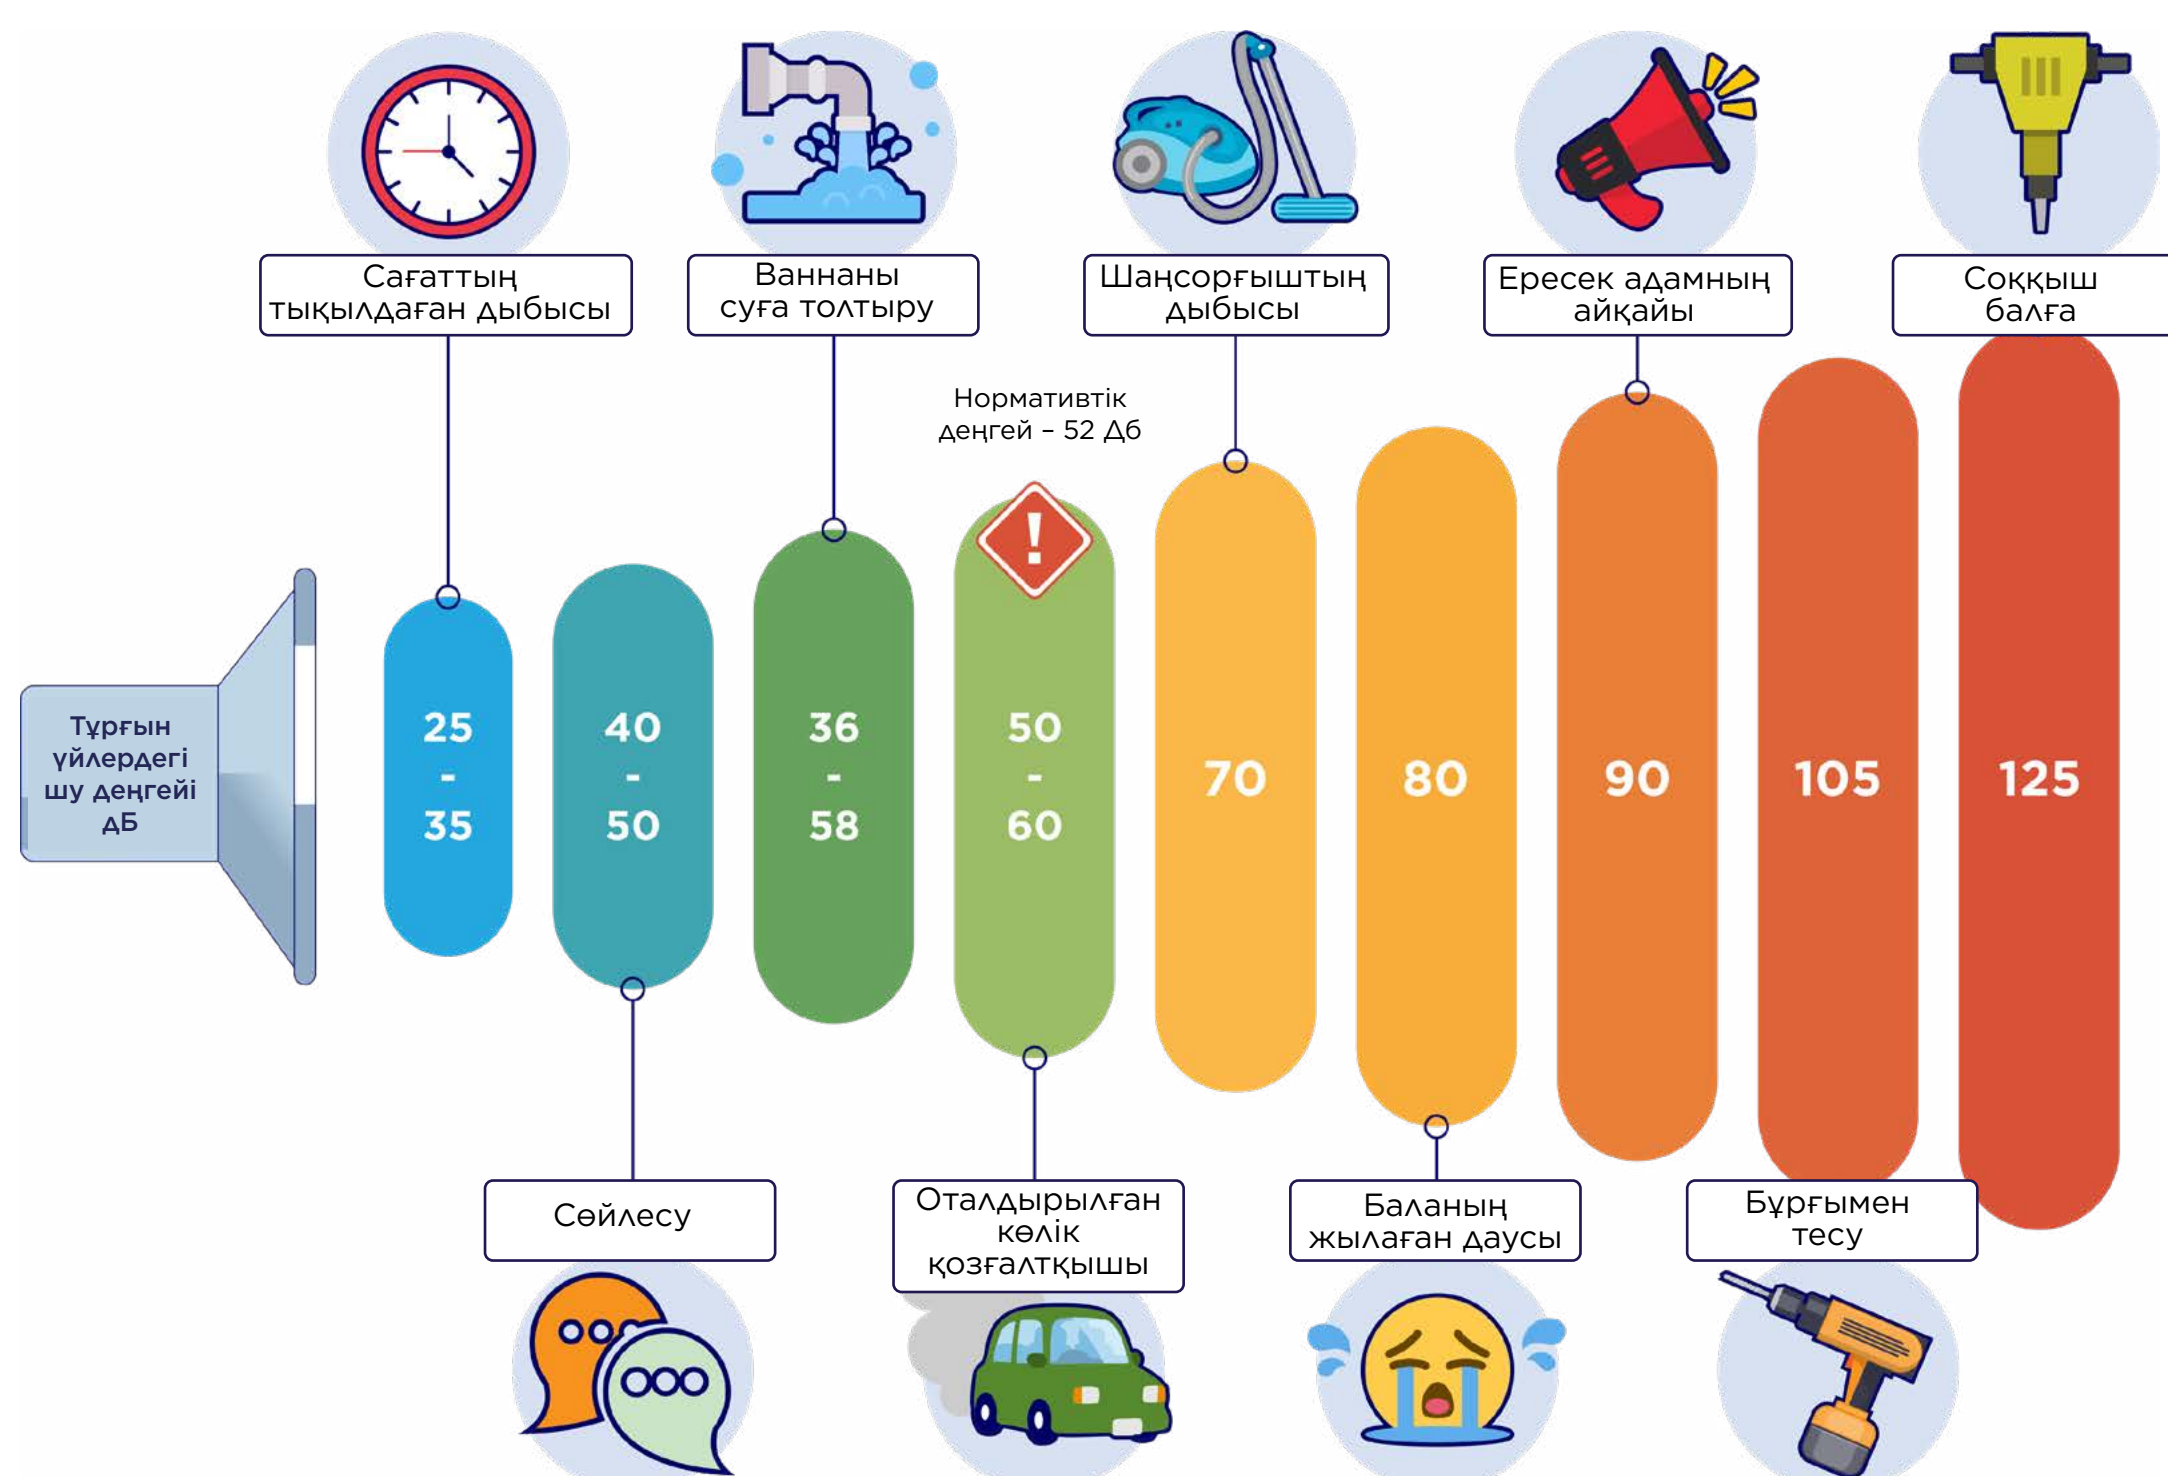 Сағаттың
тықылдаған дыбысы
Ваннаны
суға толтыру
Шаңсорғыштың
дыбысы
Ересек адамның
айқайы
Соққыш
балға
Нормативтік
деңгей – 52 Дб
Тұрғын
үйлердегі
шу деңгейі
дБ
25
-
35
40
-
50
36
-
58
50
-
60
70
80
90
105
125
Сөйлесу
Оталдырылған
көлік
қозғалтқышы
Баланың
жылаған даусы
Бұрғымен
тесу